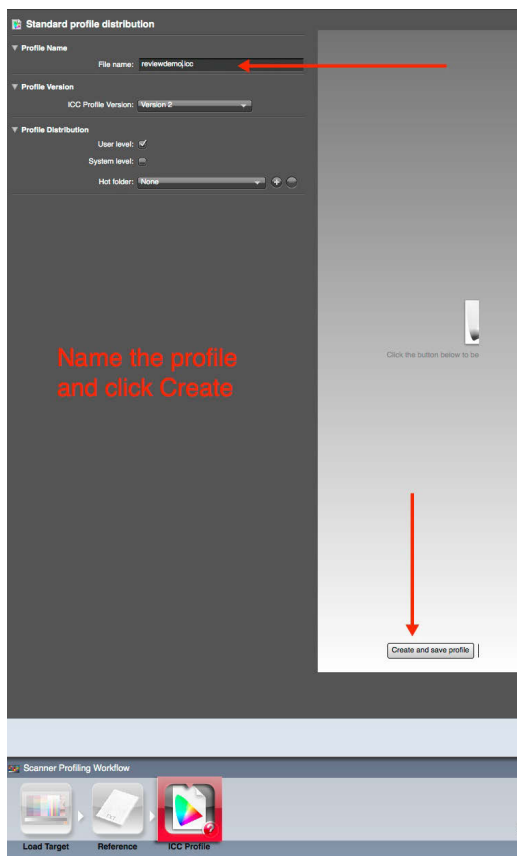 Standard profile distribution
Profile Name
File name: reviewdemo.icc
Profile Version
ICC Profile Version: Version 2
Profile Distribution
User level:
System level:
Hot folder: None
Name the profile
and click Create
Click the button below to be
Create and save profile
Scanner Profiling Workflow
Load Target Reference ICC Profile